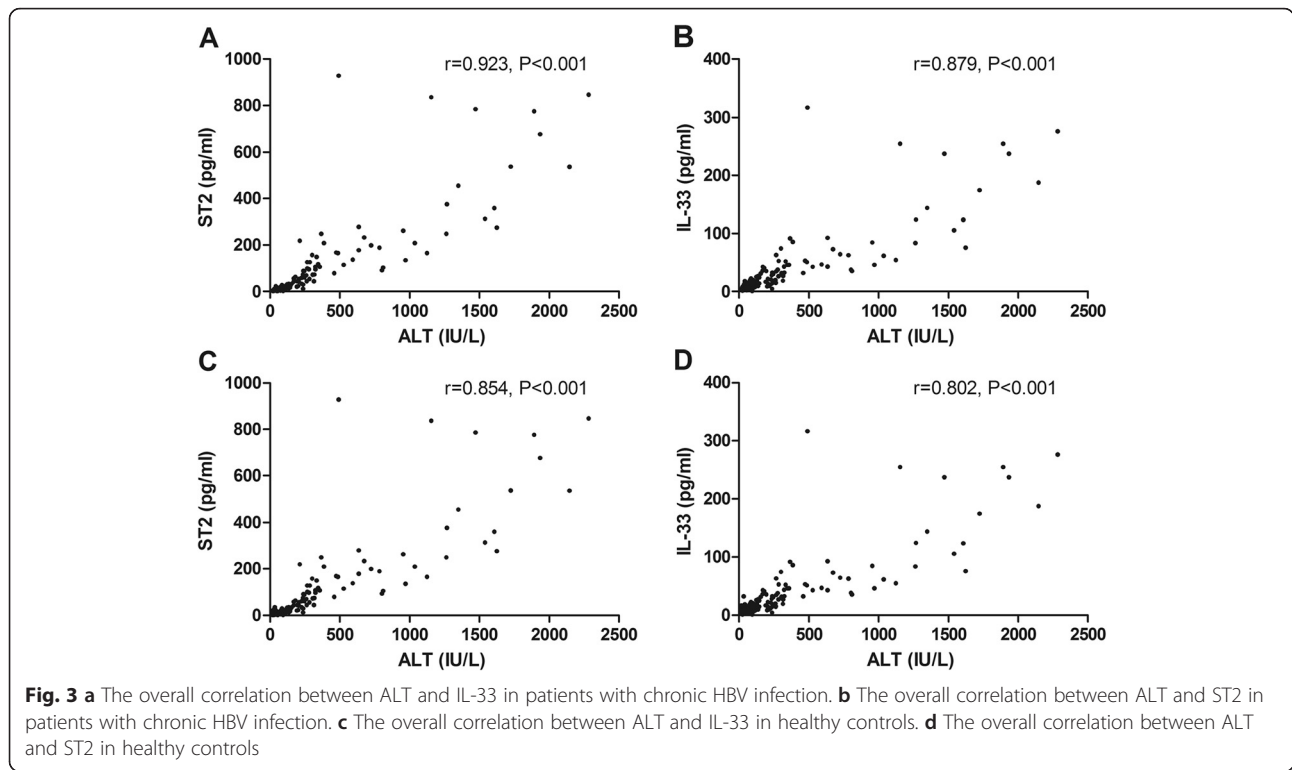 A
r=0.923, P<0.001
1000
800
600
400
200
0
ST2 (pg/ml)
0 500 1000 1500 2000 2500
ALT (IU/L)
B
r=0.879, P<0.001
400
300
200
100
0
IL-33 (pg/ml)
0 500 1000 1500 2000 2500
ALT (IU/L)
C
r=0.854, P<0.001
1000
800
600
400
200
0
ST2 (pg/ml)
0 500 1000 1500 2000 2500
ALT (IU/L)
D
r=0.802, P<0.001
400
300
200
100
0
IL-33 (pg/ml)
0 500 1000 1500 2000 2500
ALT (IU/L)
Fig. 3 a The overall correlation between ALT and IL-33 in patients with chronic HBV infection. b The overall correlation between ALT and ST2 in
patients with chronic HBV infection. c The overall correlation between ALT and IL-33 in healthy controls. d The overall correlation between ALT
and ST2 in healthy controls